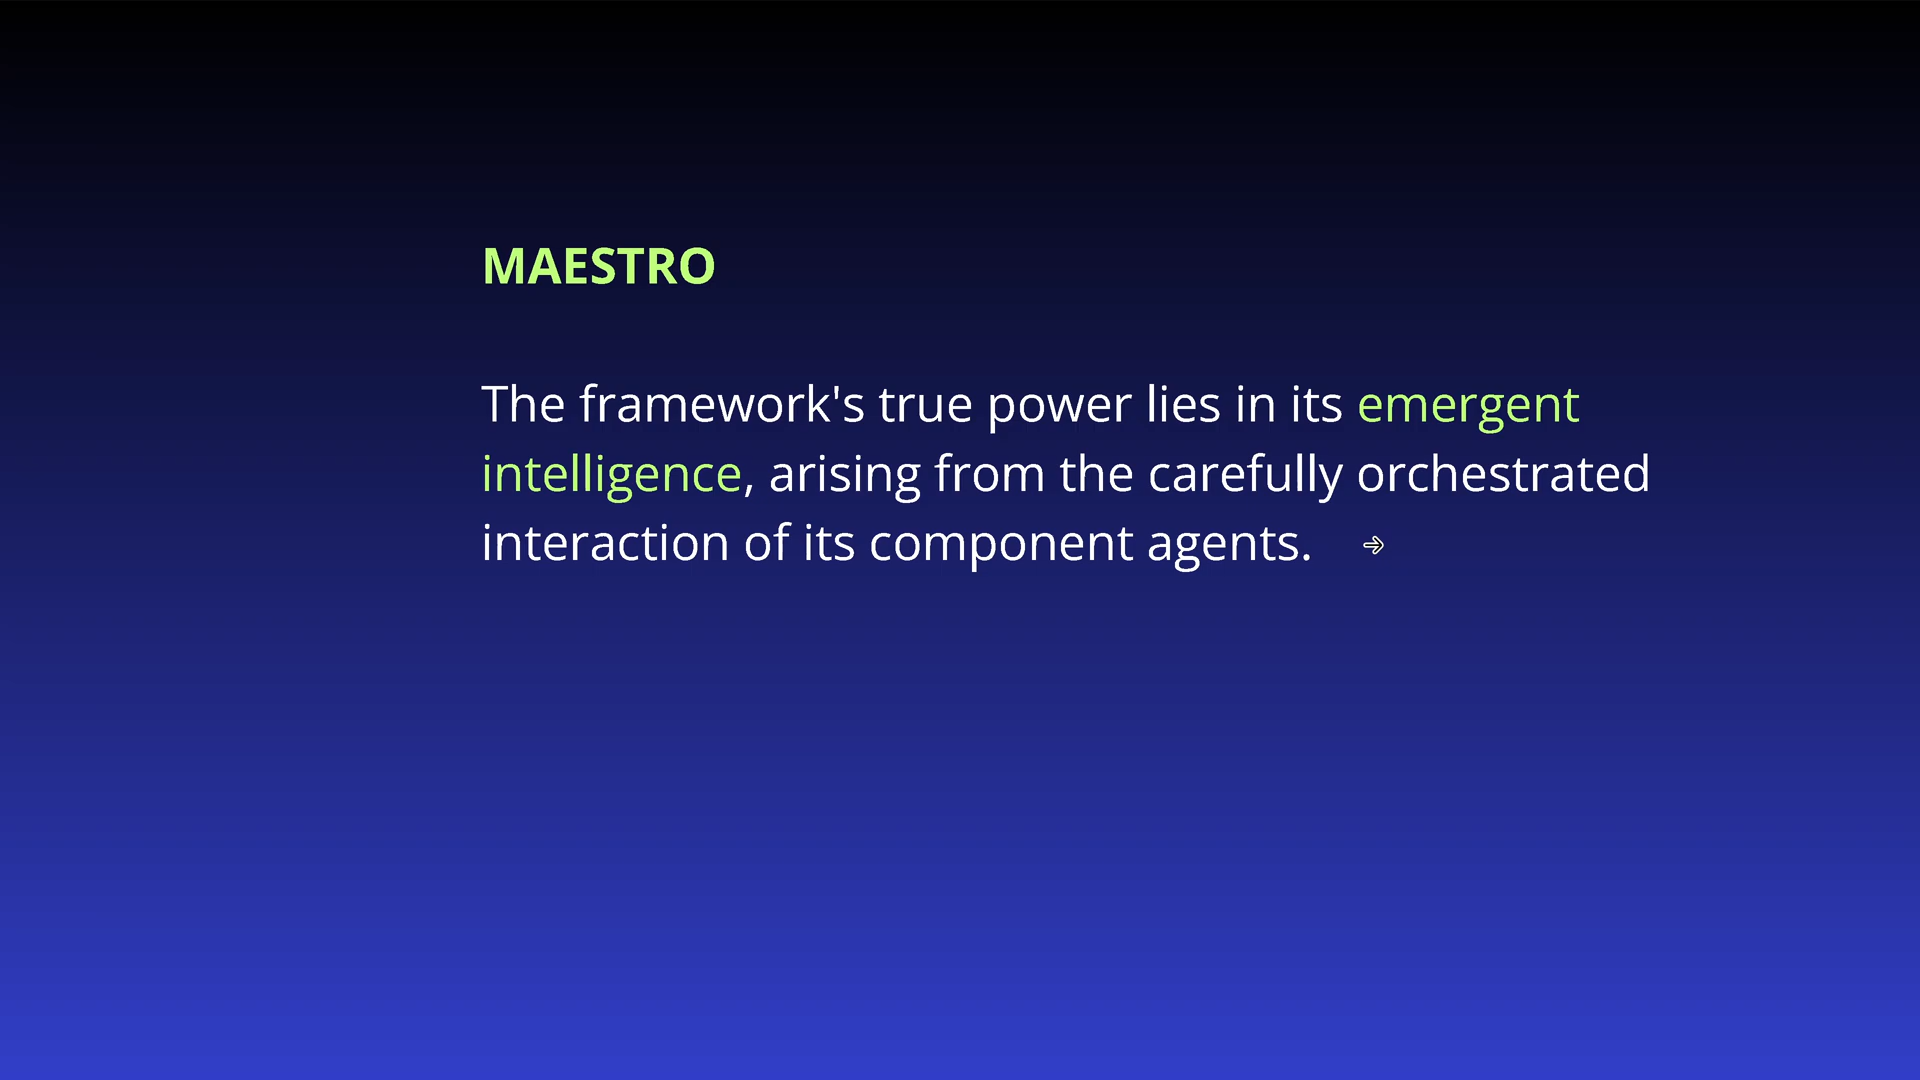 MAESTRO
The framework's true power lies in its emergent
intelligence, arising from the carefully orchestrated
interaction of its component agents.